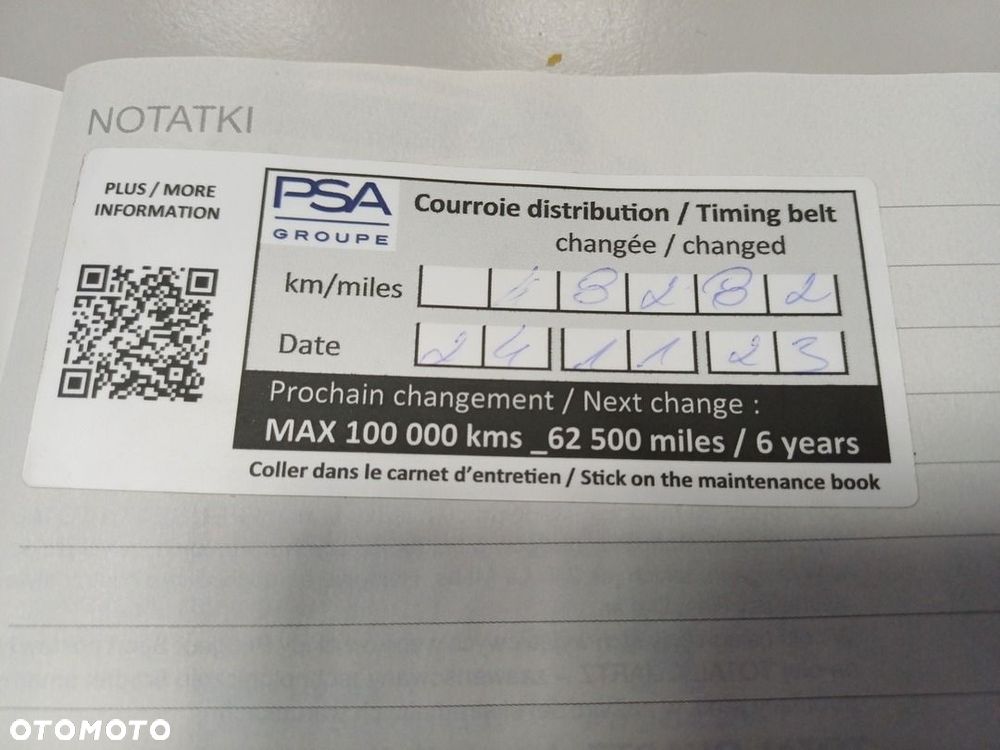 NOTATKI
PLUS / MORE
INFORMATION
PSA
GROUPE
Courroie distribution / Timing belt
changée / changed
km/miles 48282
Date 24 11 23
Prochain changement / Next change :
MAX 100 000 kms _62 500 miles / 6 years
Coller dans le carnet d'entretien / Stick on the maintenance book
OTOMOTO